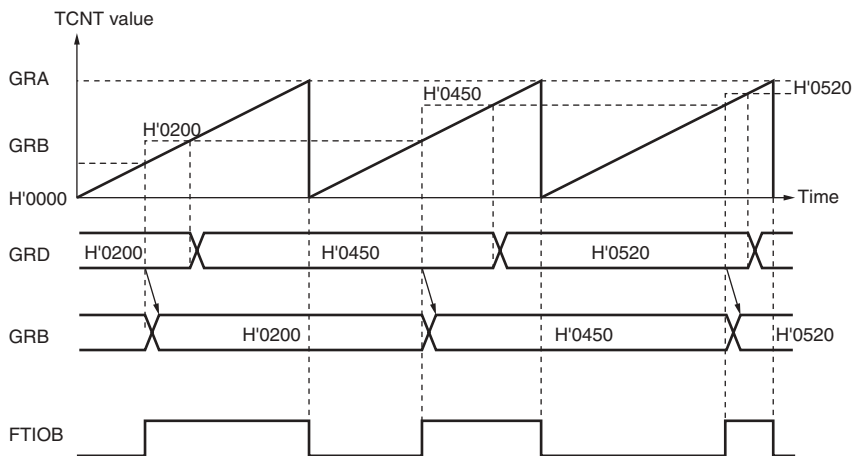 TCNT value
GRA
H'0520
H'0450
H'0200
GRB
H'0000
Time
GRD
H'0200
H'0450
H'0520
GRB
H'0200
H'0450
H'0520
FTIOB